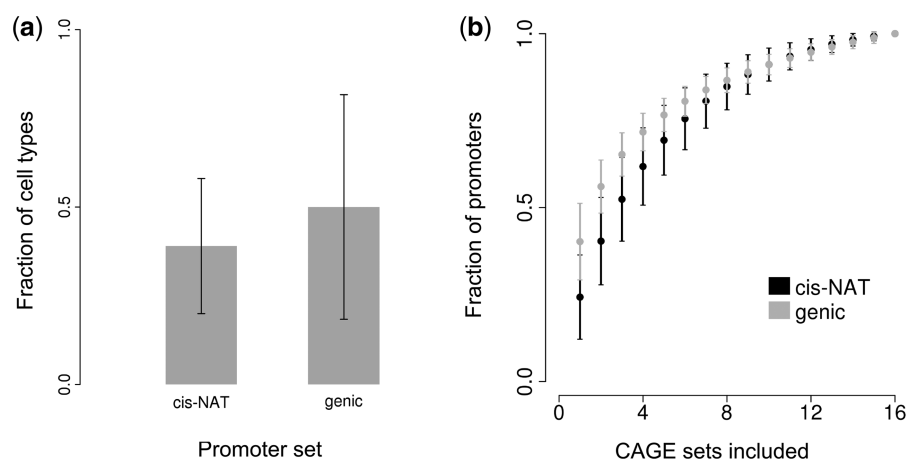 (a)
Fraction of cell types
1.0
0.5
0.0
cis-NAT
genic
Promoter set
(b)
Fraction of promoters
1.0
0.5
0.0
cis-NAT
genic
0 4 8 12 16
CAGE sets included